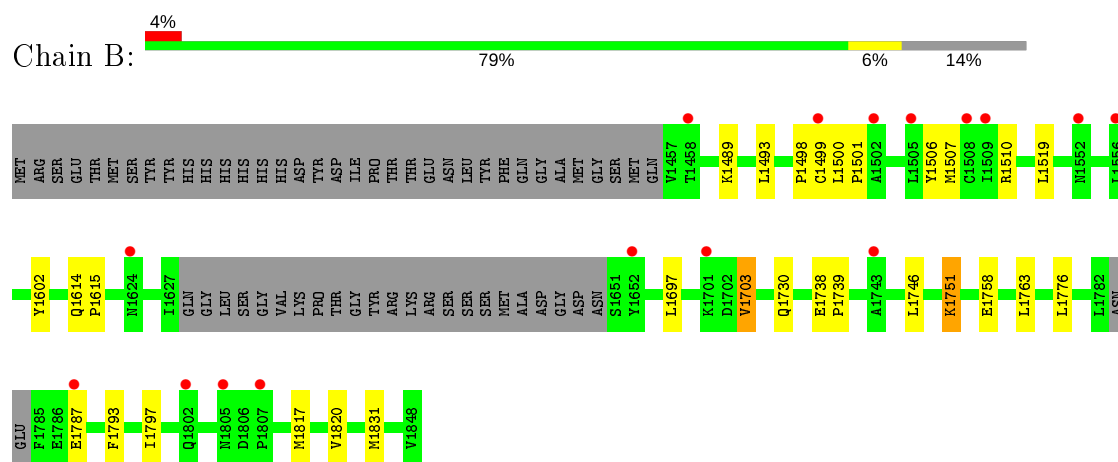 4%
Chain B:
79% 6% 14%
MET ARG SER GLU THR MET SER TYR TYR HIS HIS HIS HIS HIS HIS ASP TYR ASP ILE PRO THR THR GLU ASN LEU TYR PHE GLN GLY ALA MET GLY SER MET GLN V1457 T1458 K1489 L1493 P1498 C1499 L1500 P1501 A1502 L1505 Y1506 M1507 C1508 I1509 R1510 L1519 N1552 L1556
Y1602 Q1614 P1615 N1624 I1627 GLN GLY LEU SER GLY VAL LYS PRO THR GLY TYR ARG LYS ARG SER SER SER MET ALA ASP GLY ASP ASN S1651 Y1652 L1697 K1701 D1702 V1703 Q1730 E1738 P1739 A1743 L1746 K1751 E1758 L1763 L1776 L1782 ASN
GLU F1785 E1786 E1787 F1793 I1797 Q1802 N1805 D1806 P1807 M1817 V1820 M1831 V1848